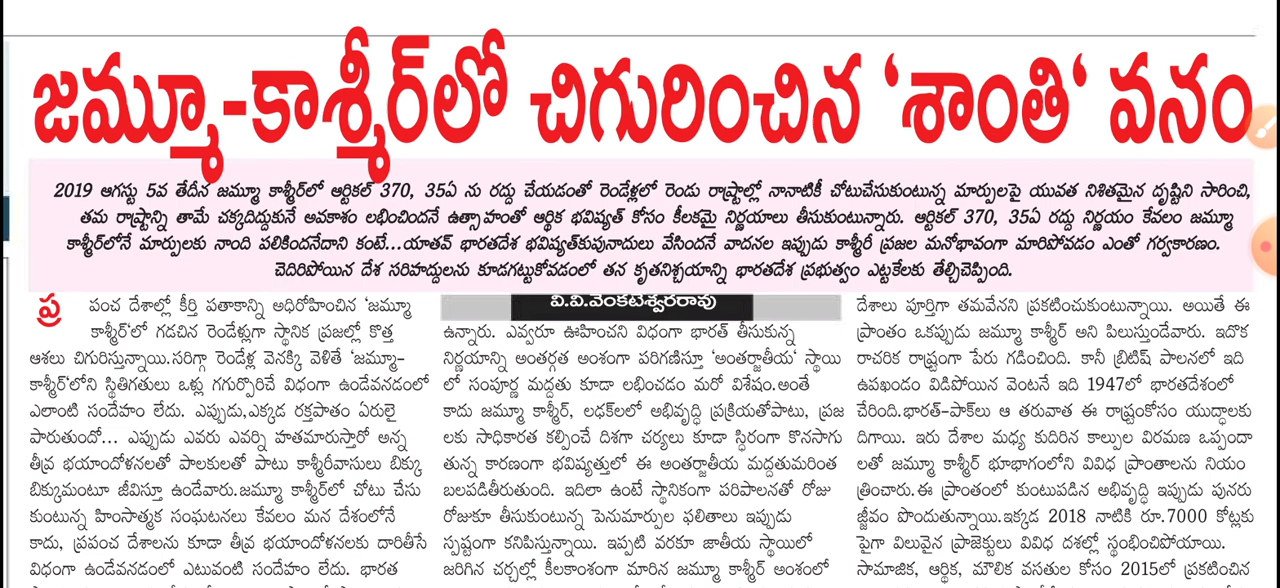 జమ్మూ-కాశ్మీర్‌లో చిగురించిన ‘శాంతి‘ వనం
2019 ఆగస్టు 5వ తేదీన జమ్మూ కాశ్మీర్‌లో ఆర్టికల్ 370, 35ఏ ను రద్దు చేయడంతో రెండేళ్లలో రెండు రాష్ట్రాల్లో నానాటికీ చోటుచేసుకుంటున్న మార్పులపై యువత నిశితమైన దృష్టిని సారించి,
తమ రాష్ట్రాన్ని తామే చక్కదిద్దుకునే అవకాశం లభించిందనే ఉత్సాహంతో ఆర్థిక భవిష్యత్ కోసం కీలకమై నిర్ణయాలు తీసుకుంటున్నారు. ఆర్టికల్ 370, 35ఏ రద్దు నిర్ణయం కేవలం జమ్మూ
కాశ్మీర్‌లోనే మార్పులకు నాంది పలికిందనేదాని కంటే...యాతవ్ భారతదేశ భవిష్యత్‌కుపునాదులు వేసిందనే వాదనల ఇప్పుడు కాశ్మీరీ ప్రజల మనోభావంగా మారిపోవడం ఎంతో గర్వకారణం.
చెదిరిపోయిన దేశ సరిహద్దులను కూడగట్టుకోవడంలో తన కృతనిశ్చయాన్ని భారతదేశ ప్రభుత్వం ఎట్టకేలకు తేల్చిచెప్పింది.
ప్రపంచ దేశాల్లో కీర్తి పతాకాన్ని అధిరోహించిన ‘జమ్మూ
కాశ్మీర్‘లో గడచిన రెండేళ్లుగా స్థానిక ప్రజల్లో కొత్త
ఆశలు చిగురిస్తున్నాయి.సరిగ్గా రెండేళ్ల వెనక్కి వెళితే ‘జమ్మూ-
కాశ్మీర్‘లోని స్థితిగతులు ఒళ్లు గగుర్పొరిచే విధంగా ఉండేవనడంలో
ఎలాంటి సందేహం లేదు. ఎప్పుడు,ఎక్కడ రక్తపాతం ఏరులై
పారుతుందో... ఎప్పుడు ఎవరు ఎవర్ని హతమారుస్తారో అన్న
తీవ్ర భయాందోళనలతో పాలకులతో పాటు కాశ్మీరీవాసులు బిక్కు
బిక్కుమంటూ జీవిస్తూ ఉండేవారు.జమ్మూ కాశ్మీర్‌లో చోటు చేసు
కుంటున్న హింసాత్మక సంఘటనలు కేవలం మన దేశంలోనే
కాదు, ప్రపంచ దేశాలను కూడా తీవ్ర భయాందోళనలకు దారితీసే
విధంగా ఉండేవనడంలో ఎటువంటి సందేహం లేదు. భారత
వి.వి.వెంకటేశ్వరరావు
ఉన్నారు. ఎవ్వరూ ఊహించని విధంగా భారత్ తీసుకున్న
నిర్ణయాన్ని అంతర్గత అంశంగా పరిగణిస్తూ ‘అంతర్జాతీయ‘ స్థాయి
లో సంపూర్ణ మద్దతు కూడా లభించడం మరో విశేషం.అంతే
కాదు జమ్మూ కాశ్మీర్, లఢక్‌లలో అభివృద్ధి ప్రక్రియతోపాటు, ప్రజ
లకు సాధికారత కల్పించే దిశగా చర్యలు కూడా స్థిరంగా కొనసాగు
తున్న కారణంగా భవిష్యత్తులో ఈ అంతర్జాతీయ మద్దతుమరింత
బలపడితీరుతుంది. ఇదిలా ఉంటే స్థానికంగా పరిపాలనతో రోజు
రోజుకూ తీసుకుంటున్న పెనుమార్పుల ఫలితాలు ఇప్పుడు
స్పష్టంగా కనిపిస్తున్నాయి. ఇప్పటి వరకూ జాతీయ స్థాయిలో
జరిగిన చర్చల్లో కీలకాంశంగా మారిన జమ్మూ కాశ్మీర్ అంశంలో
దేశాలు పూర్తిగా తమవేనని ప్రకటించుకుంటున్నాయి. అయితే ఈ
ప్రాంతం ఒకప్పుడు జమ్మూ కాశ్మీర్ అని పిలుస్తుండేవారు. ఇదొక
రాచరిక రాష్ట్రంగా పేరు గడించింది. కానీ బ్రిటిష్ పాలనలో ఇది
ఉపఖండం విడిపోయిన వెంటనే ఇది 1947లో భారతదేశంలో
చేరింది.భారత్-పాక్‌లు ఆ తరువాత ఈ రాష్ట్రంకోసం యుద్ధాలకు
దిగాయి. ఇరు దేశాల మధ్య కుదిరిన కాల్పుల విరమణ ఒప్పందా
లతో జమ్మూ కాశ్మీర్ భూభాగంలోని వివిధ ప్రాంతాలను నియం
త్రించారు.ఈ ప్రాంతంలో కుంటుపడిన అభివృద్ధి ఇప్పుడు పునరు
జ్జీవం పొందుతున్నాయి.ఇక్కడ 2018 నాటికి రూ.7000 కోట్లకు
పైగా విలువైన ప్రాజెక్టులు వివిధ దశల్లో స్థంభించిపోయాయి.
సామాజిక, ఆర్థిక, మౌలిక వసతుల కోసం 2015లో ప్రకటించిన